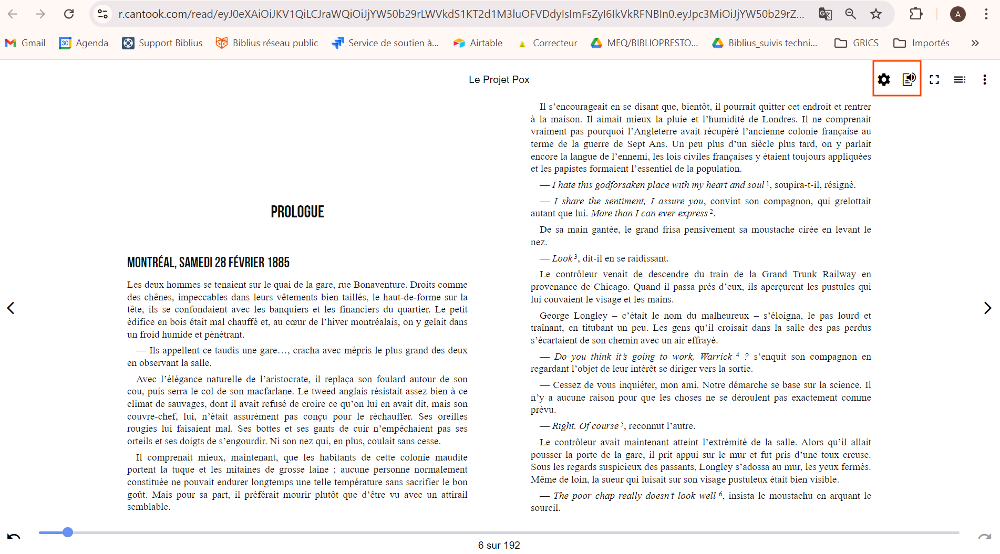 r.cantook.com/read/eyJ0eXAiOiJKV1QiLCJraWQiOiJjYW50b29rLWVkdS1KT2d1M3IuOFVDdyIsImFsZyI6IkVkRFNBIn0.eyJpc3MiOiJjYW50b29rZ...
A
Gmail
30 Agenda
Support Biblius
Biblius réseau public
Service de soutien à...
Airtable
Correcteur
MEQ/BIBLIOPRESTO...
Biblius_suivis techni...
GRICS
Importés
Le Projet Pox
PROLOGUE
MONTRÉAL, SAMEDI 28 FÉVRIER 1885
Les deux hommes se tenaient sur le quai de la gare, rue Bonaventure. Droits comme
des chênes, impeccables dans leurs vêtements bien taillés, le haut-de-forme sur la
tête, ils se confondaient avec les banquiers et les financiers du quartier. Le petit
édifice en bois était mal chauffé et, au cœur de l’hiver montréalais, on y gelait dans
un froid humide et pénétrant.
— Ils appellent ce taudis une gare…, cracha avec mépris le plus grand des deux
en observant la salle.
Avec l’élégance naturelle de l’aristocrate, il replaça son foulard autour de son
cou, puis serra le col de son macfarlane. Le tweed anglais résistait assez bien à ce
climat de sauvages, dont il avait refusé de croire ce qu’on lui en avait dit, mais son
couvre-chef, lui, n’était assurément pas conçu pour le réchauffer. Ses oreilles
rougies lui faisaient mal. Ses bottes et ses gants de cuir n’empêchaient pas ses
orteils et ses doigts de s’engourdir. Ni son nez qui, en plus, coulait sans cesse.
Il comprenait mieux, maintenant, que les habitants de cette colonie maudite
portent la tuque et les mitaines de grosse laine ; aucune personne normalement
constituée ne pouvait endurer longtemps une telle température sans sacrifier le bon
goût. Mais pour sa part, il préférait mourir plutôt que d’être vu avec un attirail
semblable.
Il s’encourageait en se disant que, bientôt, il pourrait quitter cet endroit et rentrer
à la maison. Il aimait mieux la pluie et l’humidité de Londres. Il ne comprenait
vraiment pas pourquoi l’Angleterre avait récupéré l’ancienne colonie française au
terme de la guerre de Sept Ans. Un peu plus d’un siècle plus tard, on y parlait
encore la langue de l’ennemi, les lois civiles françaises y étaient toujours appliquées
et les papistes formaient l’essentiel de la population.
— I hate this godforsaken place with my heart and soul 1, soupira-t-il, résigné.
— I share the sentiment, I assure you, convint son compagnon, qui grelottait
autant que lui. More than I can ever express 2.
De sa main gantée, le grand frisa pensivement sa moustache cirée en levant le
nez.
— Look 3, dit-il en se raidissant.
Le contrôleur venait de descendre du train de la Grand Trunk Railway en
provenance de Chicago. Quand il passa près d’eux, ils aperçurent les pustules qui
lui couvaient le visage et les mains.
George Longley – c’était le nom du malheureux – s’éloigna, le pas lourd et
traînant, en titubant un peu. Les gens qu’il croisait dans la salle des pas perdus
s’écartaient de son chemin avec un air effrayé.
— Do you think it’s going to work, Warrick 4 ? s’enquit son compagnon en
regardant l’objet de leur intérêt se diriger vers la sortie.
— Cessez de vous inquiéter, mon ami. Notre démarche se base sur la science. Il
n’y a aucune raison pour que les choses ne se déroulent pas exactement comme
prévu.
— Right. Of course 5, reconnut l’autre.
Le contrôleur avait maintenant atteint l’extrémité de la salle. Alors qu’il allait
pousser la porte de la gare, il prit appui sur le mur et fut pris d’une toux creuse.
Sous les regards suspicieux des passants, Longley s’adossa au mur, les yeux fermés.
Même de loin, la sueur qui luisait sur son visage pustuleux était bien visible.
— The poor chap really doesn’t look well 6, insista le moustachu en arquant le
sourcil.
6 sur 192